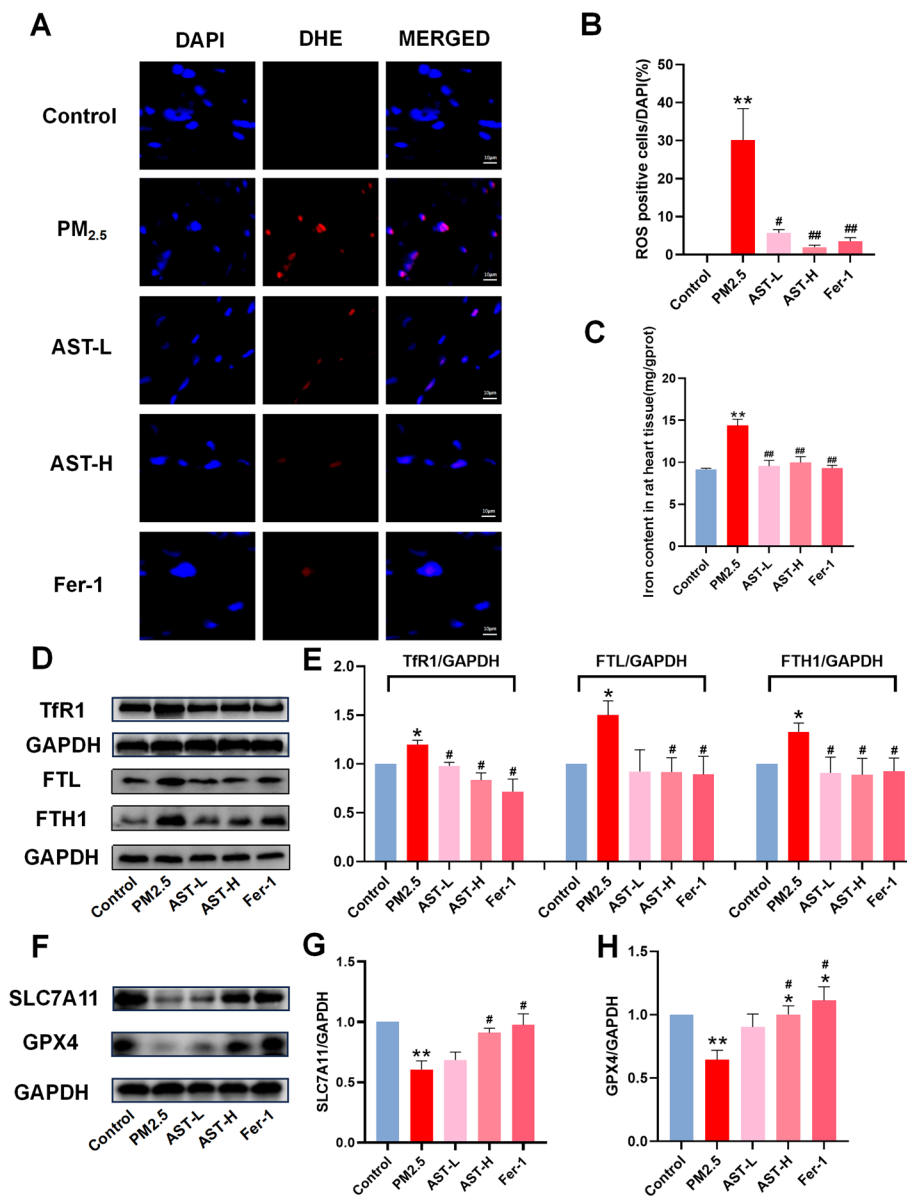 A
DAPI DHE MERGED
Control
10μm
PM2.5
10μm
AST-L
10μm
AST-H
10μm
Fer-1
10μm
B
ROS positive cells/DAPI(%)
50
40
30
20
10
0
**
#
##
##
Control PM2.5 AST-L AST-H Fer-1
C
Iron content in rat heart tissue(mg/gprot)
20
15
10
5
0
**
##
##
##
Control PM2.5 AST-L AST-H Fer-1
D
TfR1
GAPDH
FTL
FTH1
GAPDH
Control PM2.5 AST-L AST-H Fer-1
E
TfR1/GAPDH FTL/GAPDH FTH1/GAPDH
2.0
1.5
1.0
0.5
0.0
* # # #
* # #
* # # #
Control PM2.5 AST-L AST-H Fer-1 Control PM2.5 AST-L AST-H Fer-1 Control PM2.5 AST-L AST-H Fer-1
F
SLC7A11
GPX4
GAPDH
Control PM2.5 AST-L AST-H Fer-1
G
SLC7A11/GAPDH
1.5
1.0
0.5
0.0
** # #
Control PM2.5 AST-L AST-H Fer-1
H
GPX4/GAPDH
1.5
1.0
0.5
0.0
# #
** * *
Control PM2.5 AST-L AST-H Fer-1